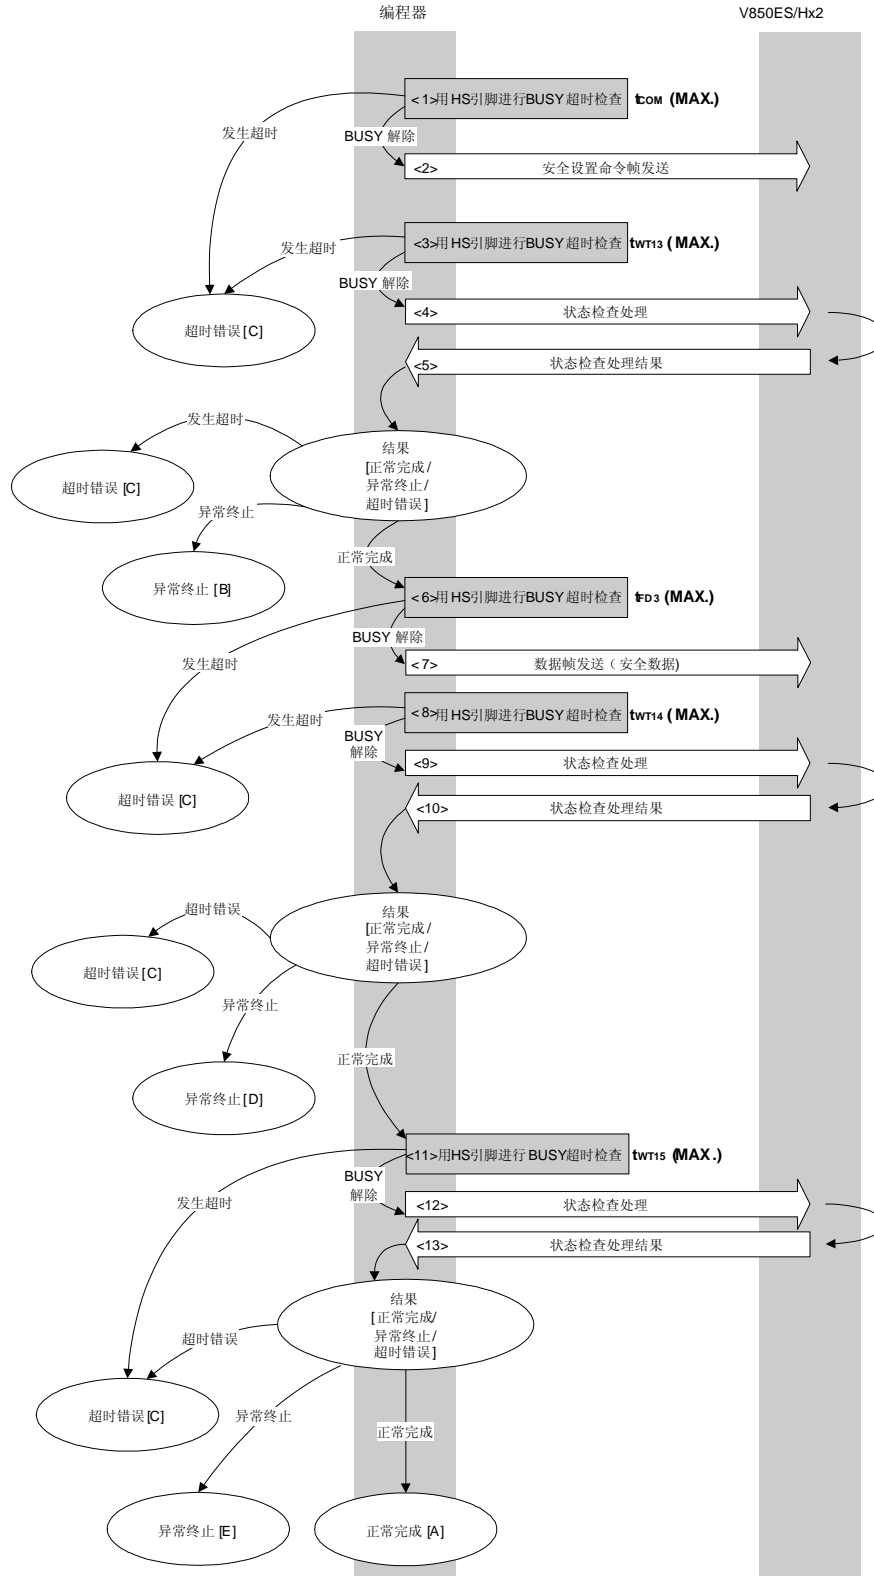 编程器
V850ES/Hx2
<1>用HS引脚进行BUSY超时检查 tCOM (MAX.)
发生超时
BUSY 解除
<2> 安全设置命令帧发送
<3>用HS引脚进行BUSY超时检查 tWT13 (MAX.)
发生超时
BUSY 解除
<4> 状态检查处理
超时错误[C]
<5> 状态检查处理结果
发生超时
结果
[正常完成/
异常终止/
超时错误]
超时错误 [C]
异常终止
正常完成
异常终止 [B]
<6>用HS引脚进行BUSY超时检查 tFD3 (MAX.)
BUSY 解除
发生超时
<7> 数据帧发送（安全数据)
<8>用HS引脚进行BUSY超时检查 tWT14 (MAX.)
发生超时
BUSY
解除
<9> 状态检查处理
超时错误[C]
<10> 状态检查处理结果
超时错误
结果
[正常完成/
异常终止/
超时错误]
超时错误[C]
异常终止
正常完成
异常终止[D]
<11>用HS引脚进行BUSY超时检查 tWT15 (MAX.)
BUSY
解除
发生超时
<12> 状态检查处理
<13> 状态检查处理结果
结果
[正常完成/
异常终止/
超时错误]
超时错误
超时错误[C]
异常终止
正常完成
异常终止 [E]
正常完成 [A]